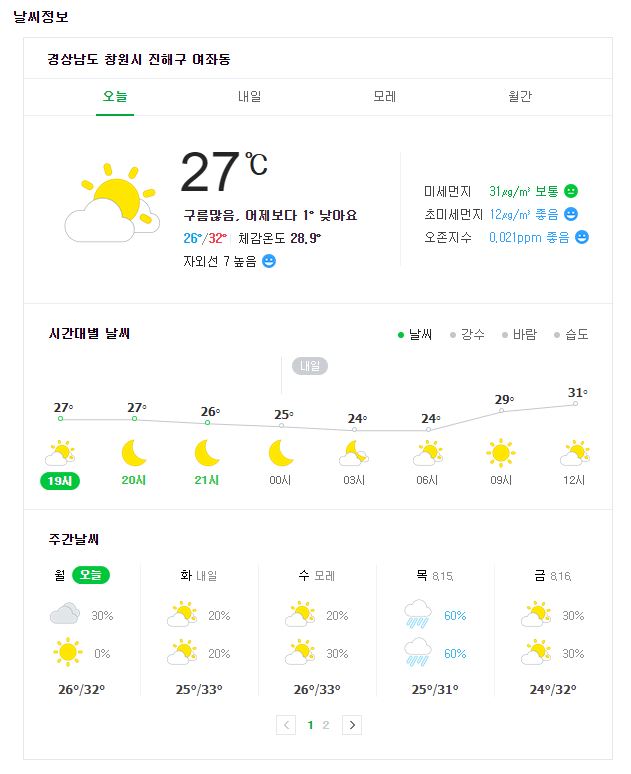 날씨정보
경상남도 창원시 진해구 여좌동
오늘 내일 모레 월간
27℃
구름많음, 어제보다 1° 낮아요
26°/32° 체감온도 28.9°
자외선 7 높음
미세먼지 31㎍/㎥ 보통
초미세먼지 12㎍/㎥ 좋음
오존지수 0.021ppm 좋음
시간대별 날씨 날씨 강수 바람 습도
내일
27° 27° 26° 25° 24° 24° 29° 31°
19시 20시 21시 00시 03시 06시 09시 12시
주간날씨
월 오늘 화 내일 수 모레 목 8.15. 금 8.16.
30% 20% 20% 60% 30%
0% 20% 30% 60% 30%
26°/32° 25°/33° 26°/33° 25°/31° 24°/32°
< 1 2 >